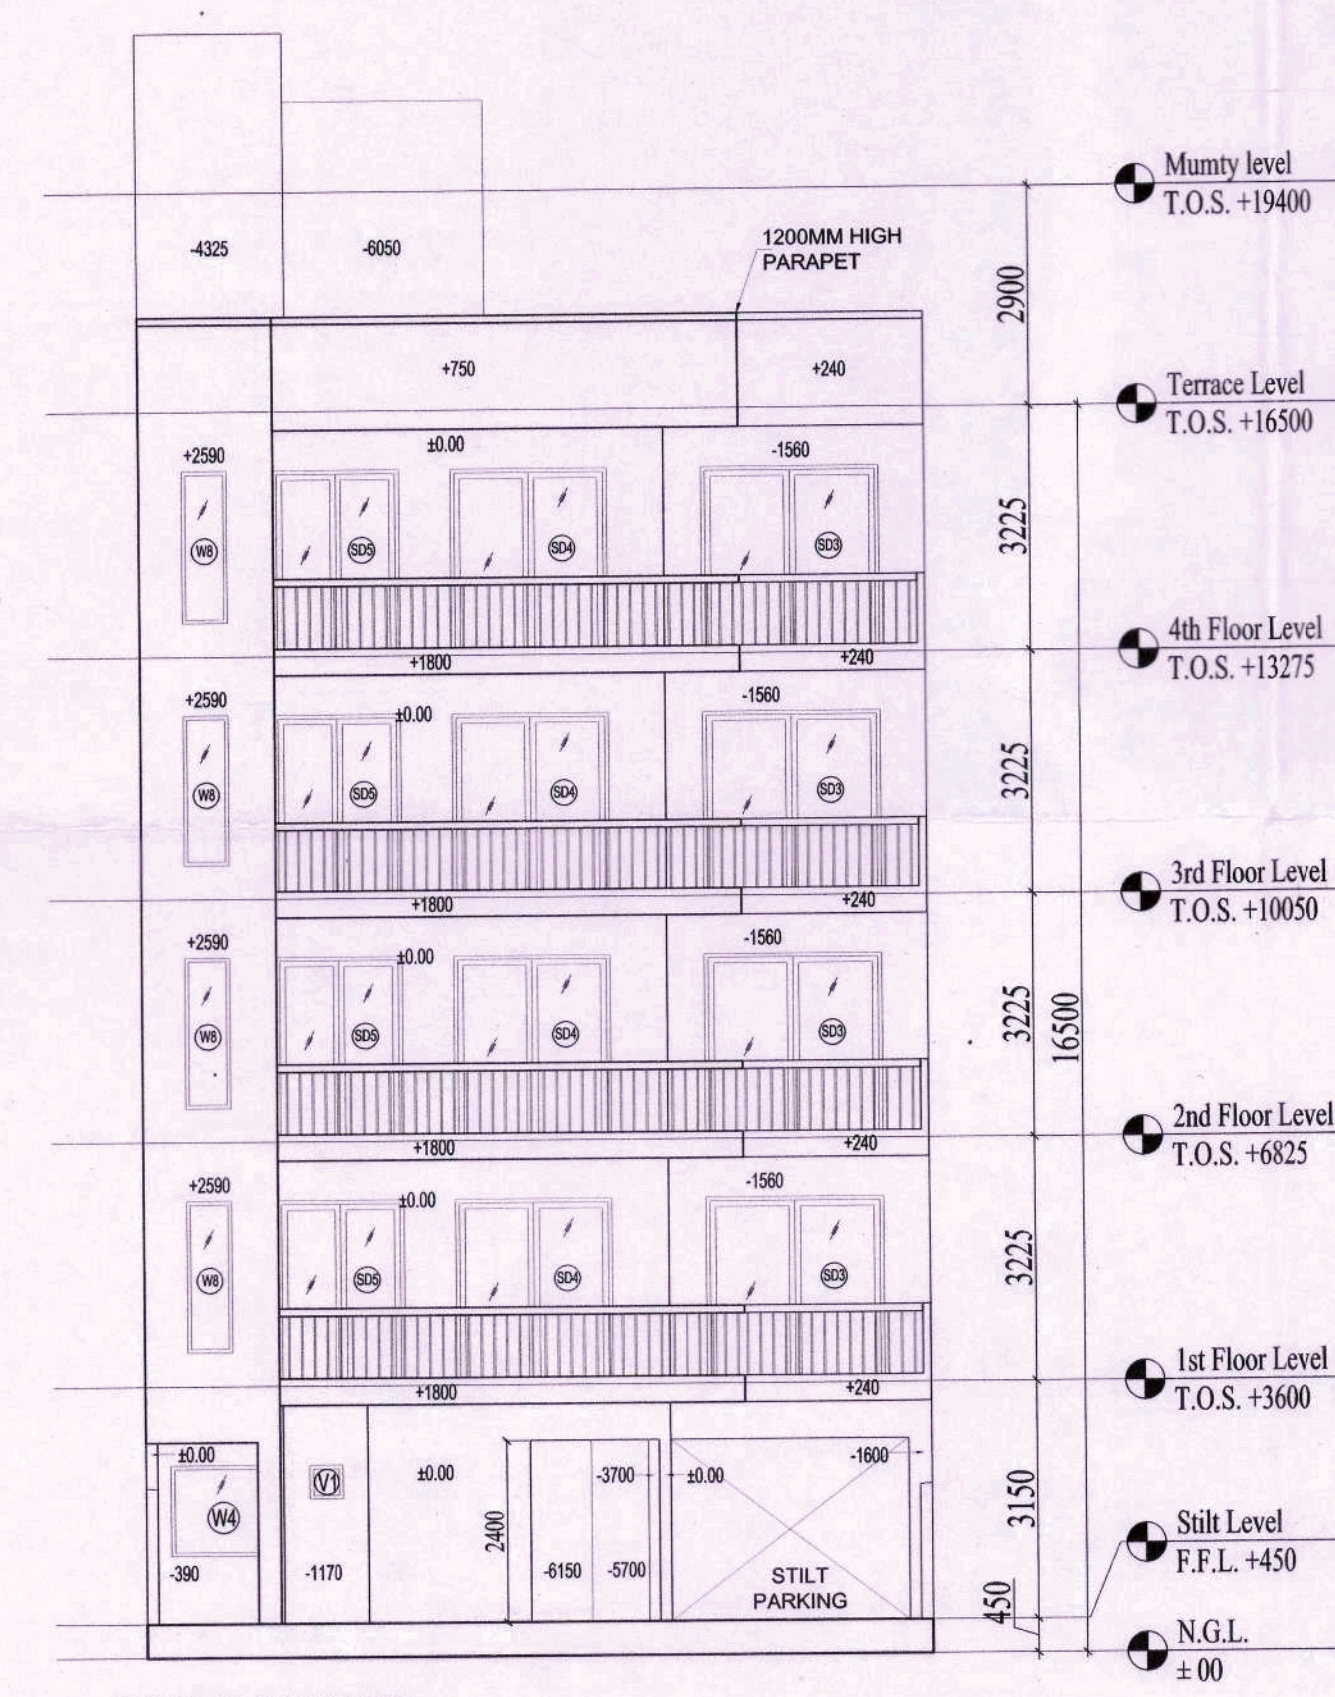 Mumty level
T.O.S. +19400
-4325
-6050
1200MM HIGH
PARAPET
2900
+750
+240
Terrace Level
T.O.S. +16500
±0.00
-1560
+2590
W8
SD5
SD4
SD3
3225
4th Floor Level
T.O.S. +13275
+1800
+240
+2590
±0.00
-1560
W8
SD5
SD4
SD3
3225
3rd Floor Level
T.O.S. +10050
+1800
+240
+2590
±0.00
-1560
W8
SD5
SD4
SD3
3225
16500
2nd Floor Level
T.O.S. +6825
+1800
+240
+2590
±0.00
-1560
W8
SD5
SD4
SD3
3225
1st Floor Level
T.O.S. +3600
+1800
+240
±0.00
V1
±0.00
-3700
±0.00
-1600
W4
2400
3150
Stilt Level
F.F.L. +450
-390
-1170
-6150
-5700
STILT
PARKING
450
N.G.L.
± 00